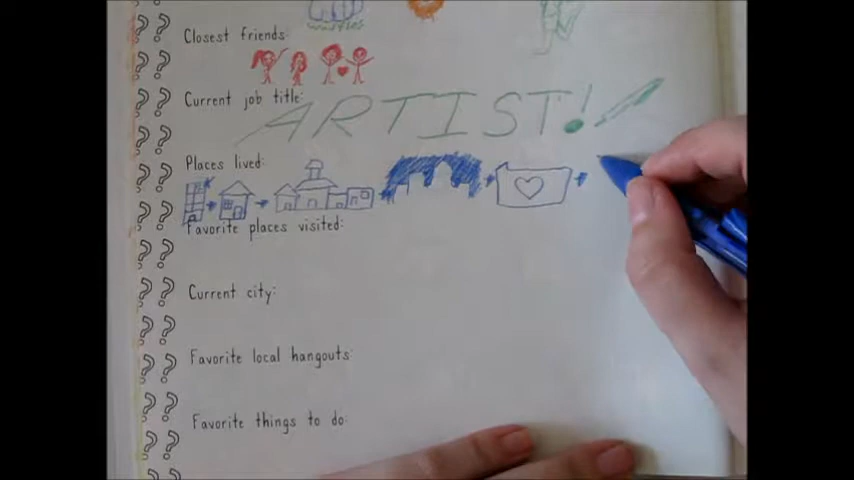 Closest friends:
Current job title:
ARTIST!
Places lived:
Favorite places visited:
Current city:
Favorite local hangouts:
Favorite things to do: